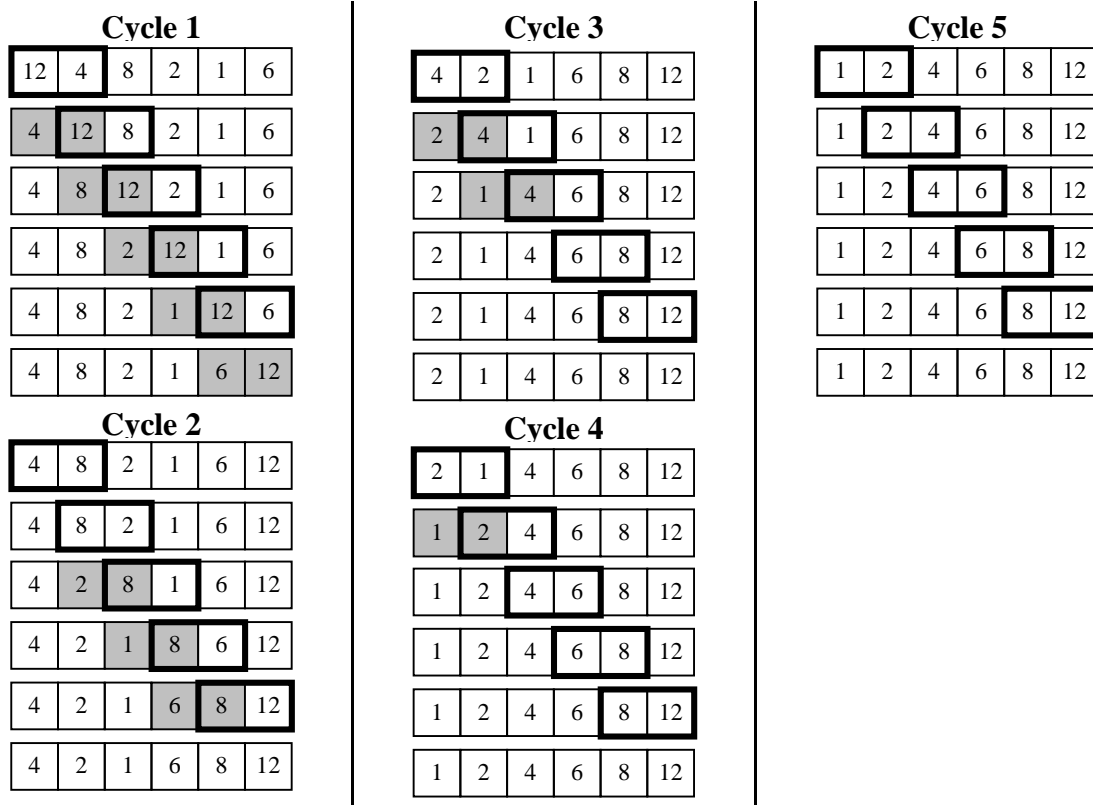 Cycle 1
12 4 8 2 1 6
4 12 8 2 1 6
4 8 12 2 1 6
4 8 2 12 1 6
4 8 2 1 12 6
4 8 2 1 6 12
Cycle 2
4 8 2 1 6 12
4 8 2 1 6 12
4 2 8 1 6 12
4 2 1 8 6 12
4 2 1 6 8 12
4 2 1 6 8 12
Cycle 3
4 2 1 6 8 12
2 4 1 6 8 12
2 1 4 6 8 12
2 1 4 6 8 12
2 1 4 6 8 12
2 1 4 6 8 12
Cycle 4
2 1 4 6 8 12
1 2 4 6 8 12
1 2 4 6 8 12
1 2 4 6 8 12
1 2 4 6 8 12
1 2 4 6 8 12
Cycle 5
1 2 4 6 8 12
1 2 4 6 8 12
1 2 4 6 8 12
1 2 4 6 8 12
1 2 4 6 8 12
1 2 4 6 8 12